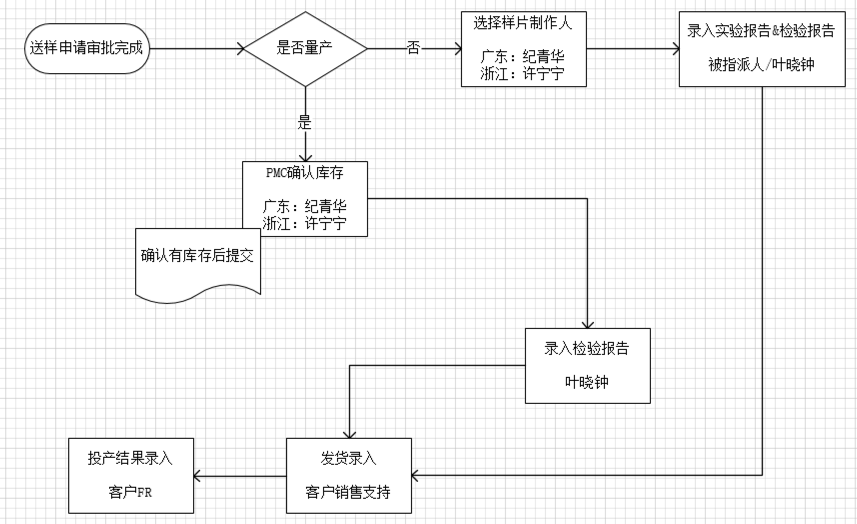 送样申请审批完成
是否量产
否
选择样片制作人
广东：纪青华
浙江：许宁宁
录入实验报告&检验报告
被指派人/叶晓钟
是
PMC确认库存
广东：纪青华
浙江：许宁宁
确认有库存后提交
录入检验报告
叶晓钟
投产结果录入
客户FR
发货录入
客户销售支持